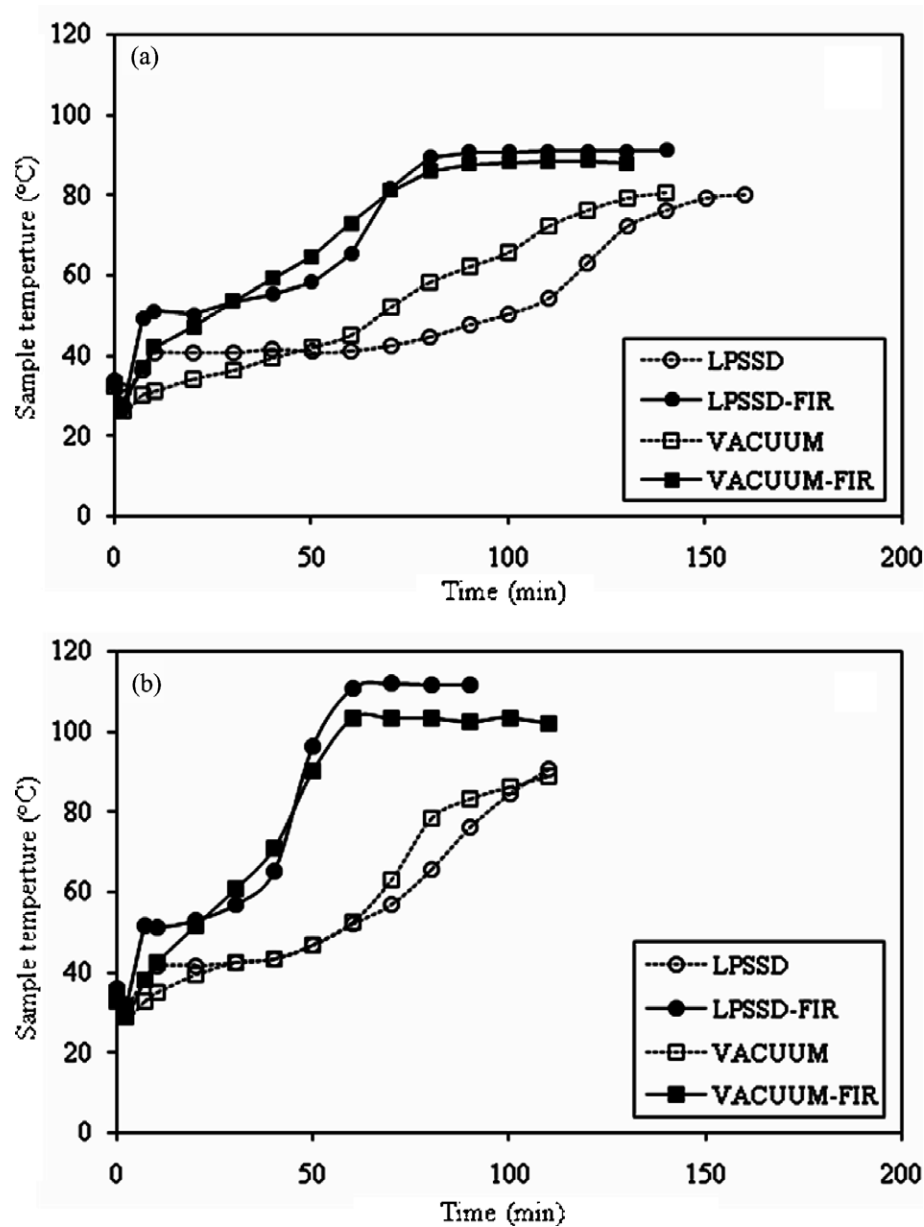 (a)
120
100
80
60
40
20
0
Sample temperture (°C)
LPSSD
LPSSD-FIR
VACUUM
VACUUM-FIR
0 50 100 150 200
Time (min)
(b)
120
100
80
60
40
20
0
Sample temperture (°C)
LPSSD
LPSSD-FIR
VACUUM
VACUUM-FIR
0 50 100 150 200
Time (min)